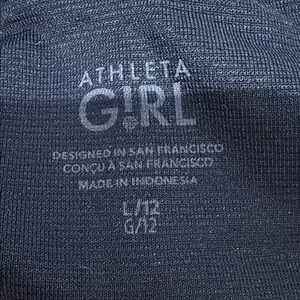 ATHLETA
G!RL
DESIGNED IN SAN FRANCISCO
CONÇU À SAN FRANCISCO
MADE IN INDONESIA
L/12
G/12